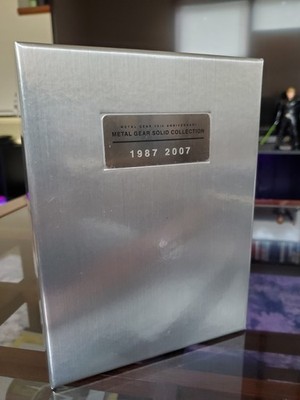 METAL GEAR 20TH ANNIVERSARY
METAL GEAR SOLID COLLECTION
1987 2007